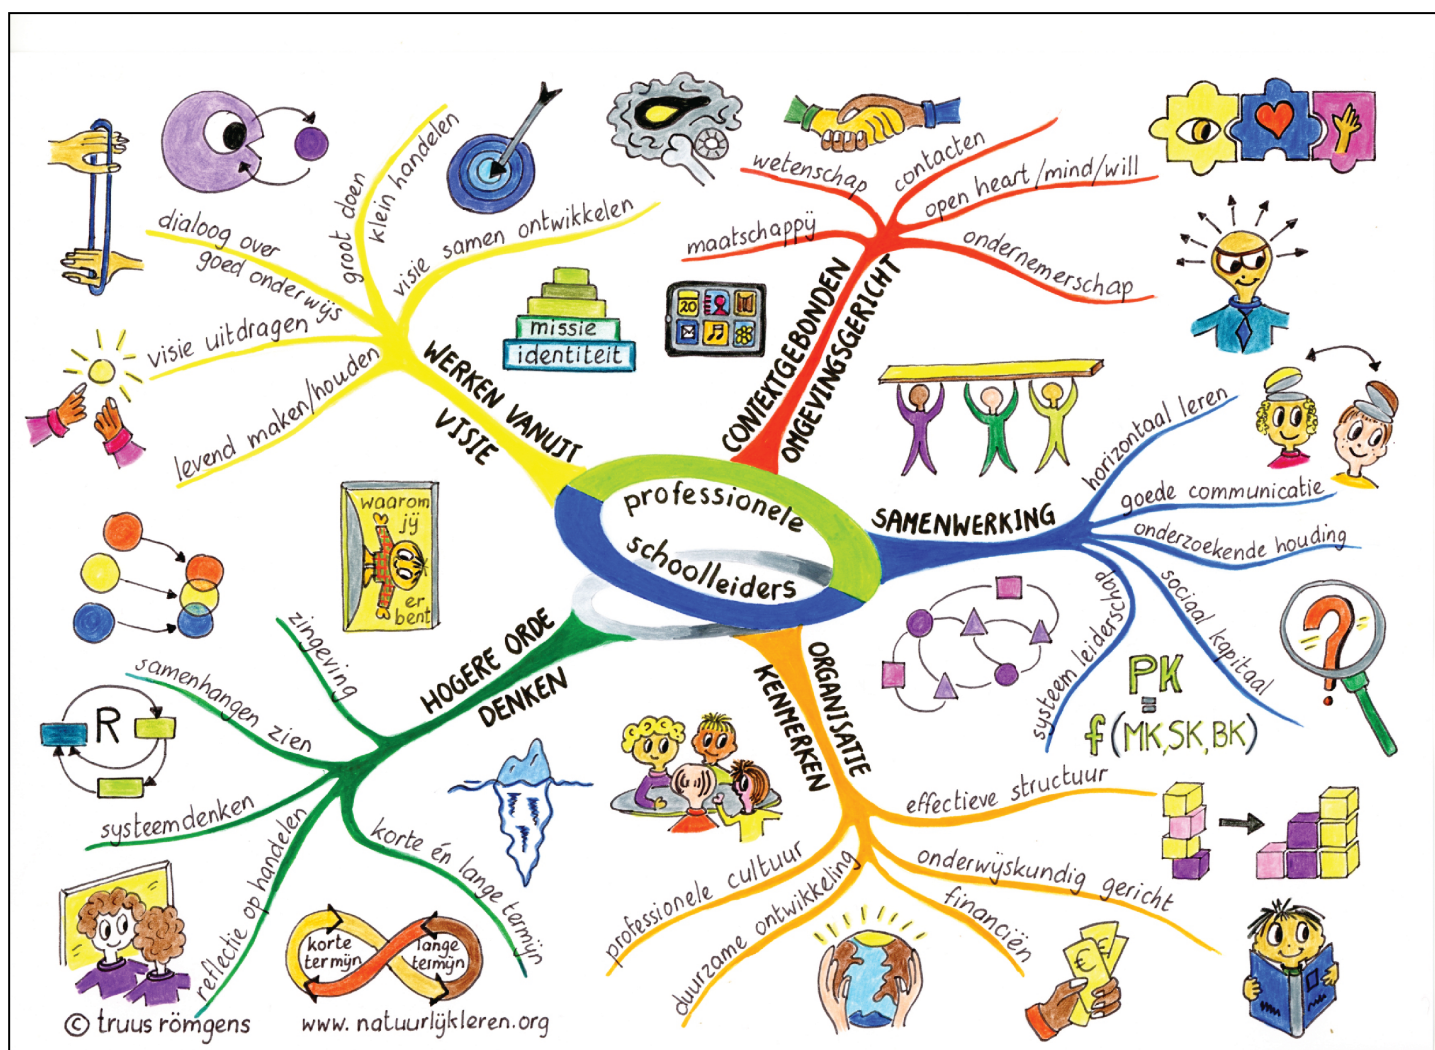 professionele
schoolleiders
WERKEN VANUIT
VISIE
groot doen
klein handelen
visie samen ontwikkelen
dialoog over
goed onderwijs
visie uitdragen
levend maken/houden
missie
identiteit
CONTEXTGEBONDEN
OMGEVINGSGERICHT
wetenschap
maatschappij
contacten
open heart/mind/will
ondernemerschap
20
SAMENWERKING
horizontaal leren
goede communicatie
onderzoekende houding
sociaal kapitaal
systeem leiderschap
PK
=
f(MK,SK,BK)
ORGANISATIE
KENMERKEN
effectieve structuur
onderwijskundig gericht
financiën
duurzame ontwikkeling
professionele cultuur
€
€
HOGERE ORDE
DENKEN
zingeving
samenhangen zien
systeemdenken
reflectie op handelen
korte én lange termijn
waarom
jij
er
bent
R
korte
termijn
lange
termijn
© truus römgens
www.natuurlijkleren.org